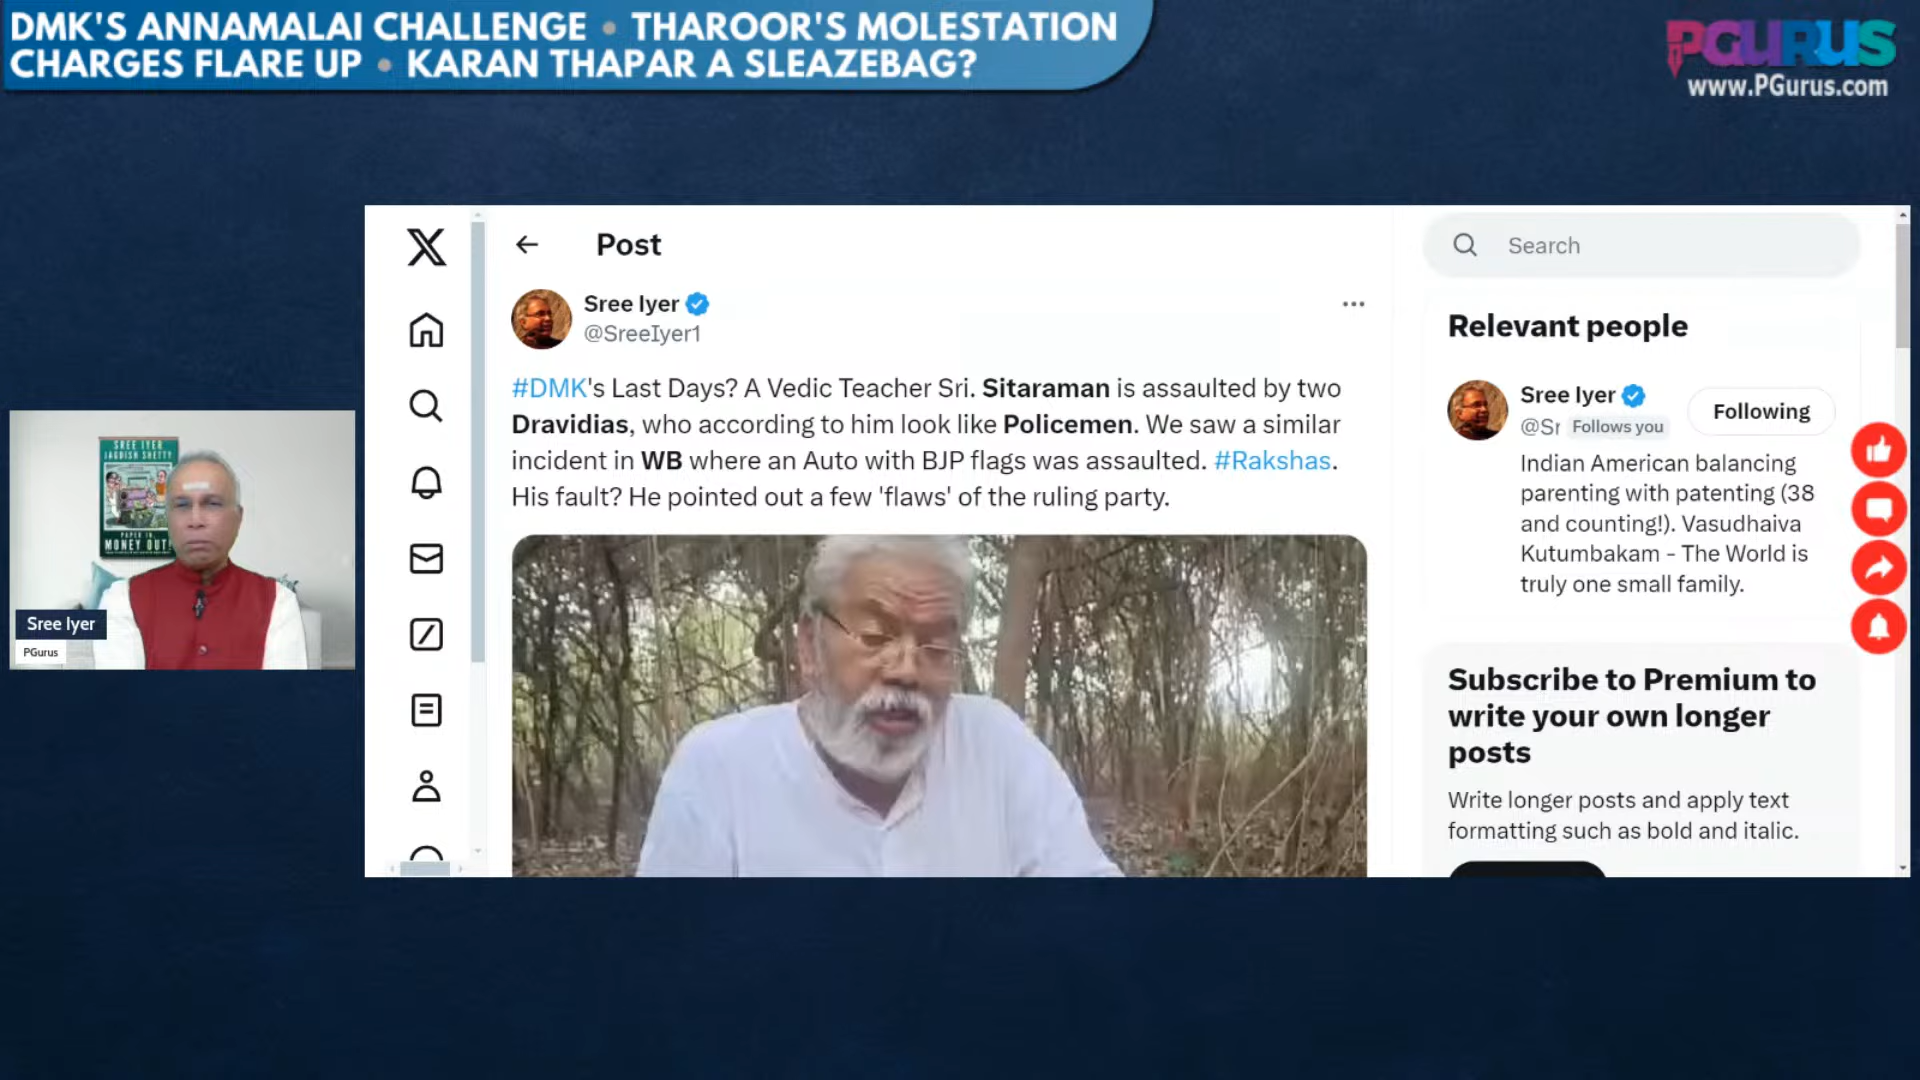 DMK'S ANNAMALAI CHALLENGE • THAROOR'S MOLESTATION
CHARGES FLARE UP • KARAN THAPAR A SLEAZEBAG?
PGURUS
www.PGurus.com
Post
Search
Sree Iyer
@SreeIyer1
#DMK's Last Days? A Vedic Teacher Sri. Sitaraman is assaulted by two
Dravidias, who according to him look like Policemen. We saw a similar
incident in WB where an Auto with BJP flags was assaulted. #Rakshas.
His fault? He pointed out a few 'flaws' of the ruling party.
Relevant people
Sree Iyer
@Sr Follows you
Following
Indian American balancing
parenting with patenting (38
and counting!). Vasudhaiva
Kutumbakam - The World is
truly one small family.
Subscribe to Premium to
write your own longer
posts
Write longer posts and apply text
formatting such as bold and italic.
SREE IYER
JAGDISH SHETTY
MONEY OUT!
Sree Iyer
PGurus